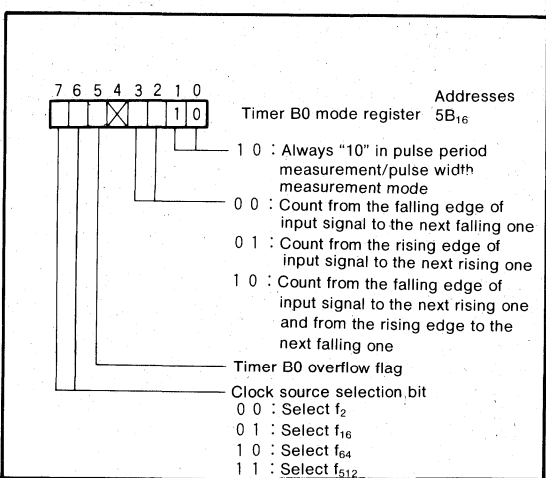 7 6 5 4 3 2 1 0
Addresses
1 0
Timer B0 mode register 5B₁₆
1 0 : Always “10” in pulse period
measurement/pulse width
measurement mode
0 0 : Count from the falling edge of
input signal to the next falling one
0 1 : Count from the rising edge of
input signal to the next rising one
1 0 : Count from the falling edge of
input signal to the next rising one
and from the rising edge to the
next falling one
Timer B0 overflow flag
Clock source selection bit
0 0 : Select f₂
0 1 : Select f₁₆
1 0 : Select f₆₄
1 1 : Select f₅₁₂